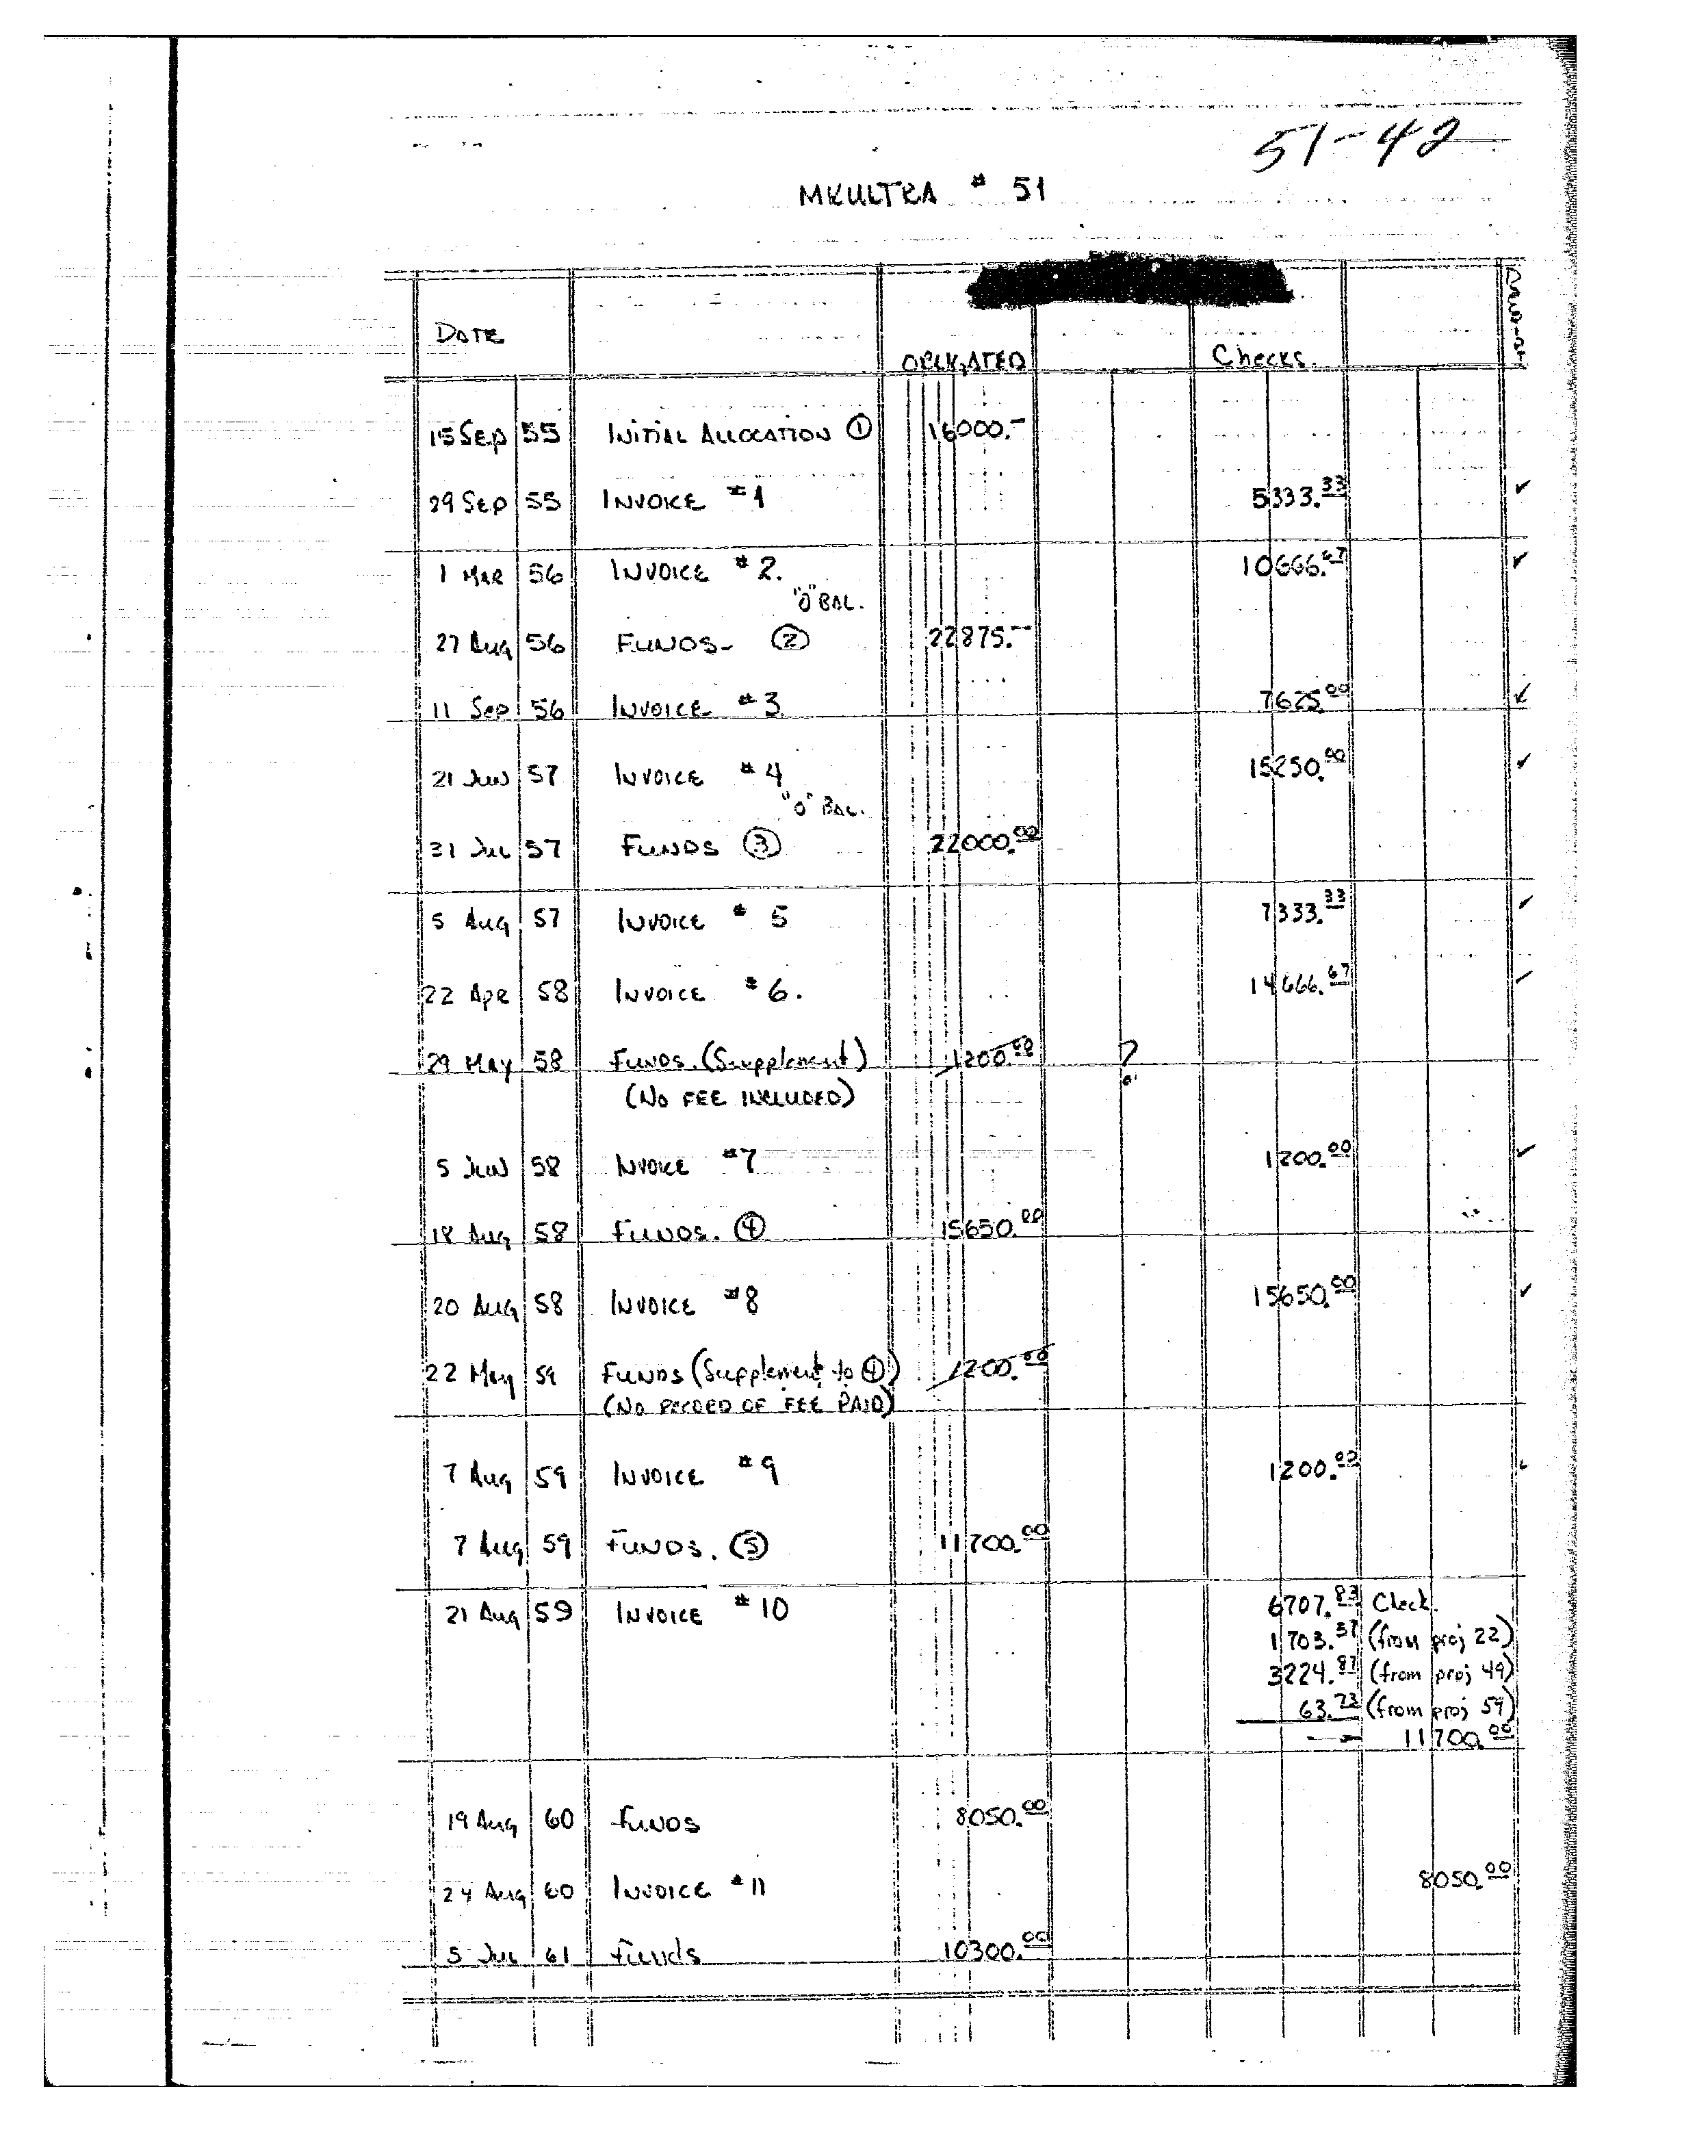 51-42
MKULTRA # 51
DATE OBLIGATED Checks.
15 Sep 55 INITIAL ALLOCATION ① 16000.–
29 Sep 55 INVOICE #1 5333.33 ✓
1 MAR 56 INVOICE #2. 10666.67 ✓
"0" BAL.
27 Aug 56 FUNDS- ② 22875.–
11 Sep 56 INVOICE #3 7625.00 ✓
21 JUN 57 INVOICE #4 15250.00 ✓
"0" BAL.
31 JUL 57 FUNDS ③ 22000.00
5 Aug 57 INVOICE # 5 7333.33 ✓
22 APR 58 INVOICE #6. 14666.67 ✓
29 May 58 FUNDS. (Supplement) 1200.00 ?
(NO FEE INCLUDED)
5 JUN 58 INVOICE #7 1200.00 ✓
18 Aug 58 FUNDS. ④ 15650.00
20 Aug 58 INVOICE #8 15650.00 ✓
22 May 59 FUNDS (Supplement to ④) 1200.00
(NO RECORD OF FEE PAID)
7 Aug 59 INVOICE #9 1200.00 ✓
7 Aug 59 FUNDS. ⑤ 11700.00
21 Aug 59 INVOICE #10 6707.83 Check.
1703.57 (from proj 22)
3224.87 (from proj 49)
63.73 (from proj 59)
11700.00
19 Aug 60 FUNDS 8050.00
24 Aug 60 INVOICE #11 8050.00
5 Jul 61 Funds 10300.00